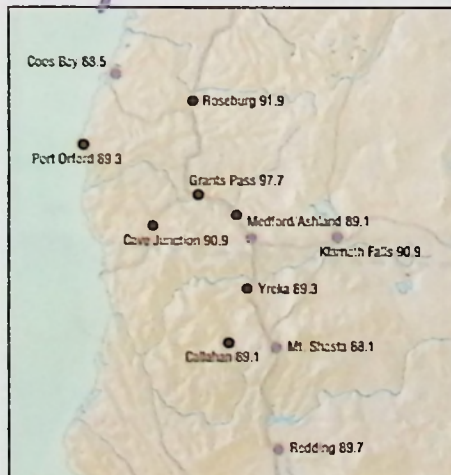 Coos Bay 88.5
Roseburg 91.9
Port Orford 89.3
Grants Pass 97.7
Medford/Ashland 89.1
Cave Junction 90.9
Klamath Falls 90.9
Yreka 89.3
Callahan 89.1
Mt. Shasta 88.1
Redding 89.7